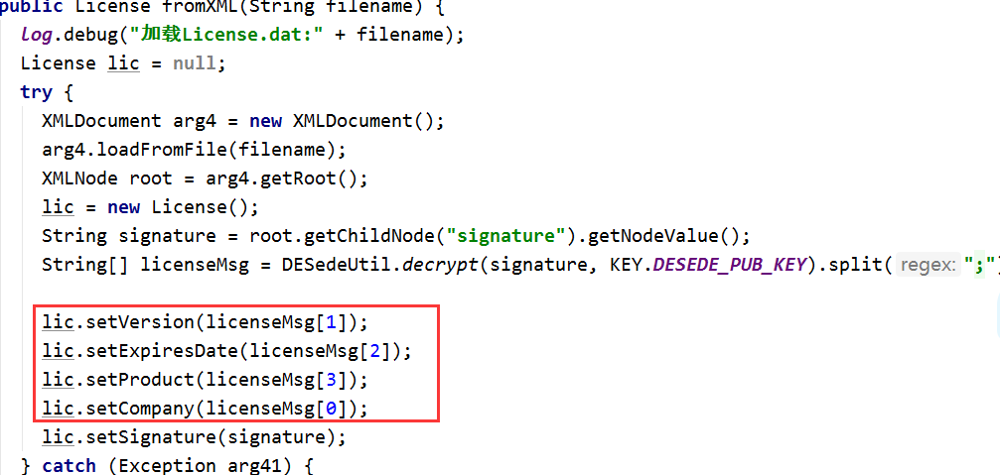 public License fromXML(String filename) {
log.debug("加载License.dat:" + filename);
License lic = null;
try {
XMLDocument arg4 = new XMLDocument();
arg4.loadFromFile(filename);
XMLNode root = arg4.getRoot();
lic = new License();
String signature = root.getChildNode("signature").getNodeValue();
String[] licenseMsg = DESedeUtil.decrypt(signature, KEY.DESEDE_PUB_KEY).split( regex: ";")
lic.setVersion(licenseMsg[1]);
lic.setExpiresDate(licenseMsg[2]);
lic.setProduct(licenseMsg[3]);
lic.setCompany(licenseMsg[0]);
lic.setSignature(signature);
} catch (Exception arg41) {